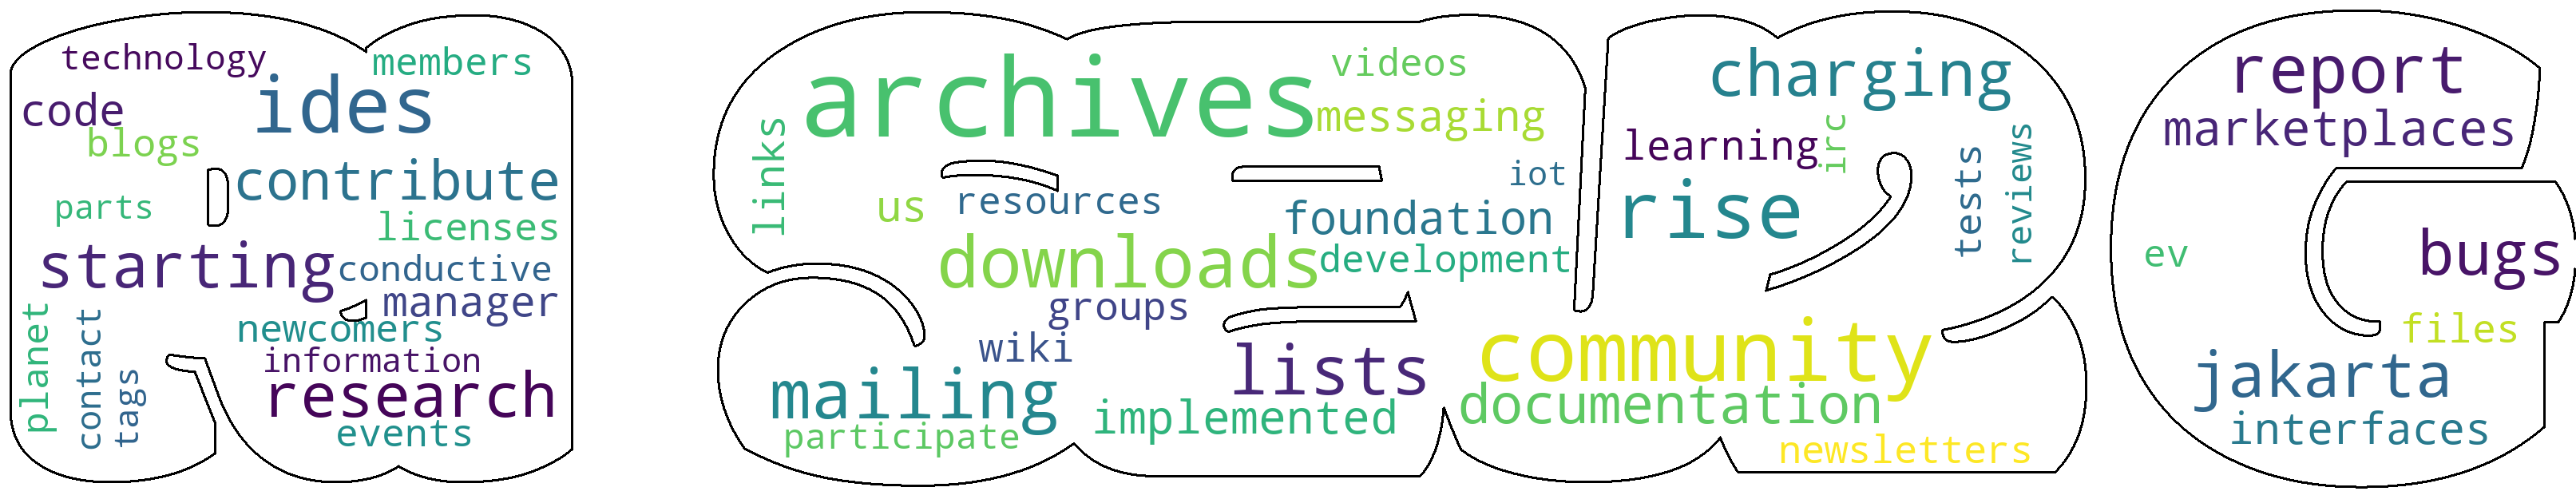 technology
members
code
ides
blogs
contribute
parts
licenses
starting
conductive
manager
planet
contact
tags
newcomers
information
research
events
archives
videos
messaging
links
iot
us
resources
foundation
downloads
development
groups
wiki
lists
mailing
implemented
participate
charging
learning
irc
rise
tests
reviews
community
documentation
newsletters
report
marketplaces
ev
bugs
files
jakarta
interfaces